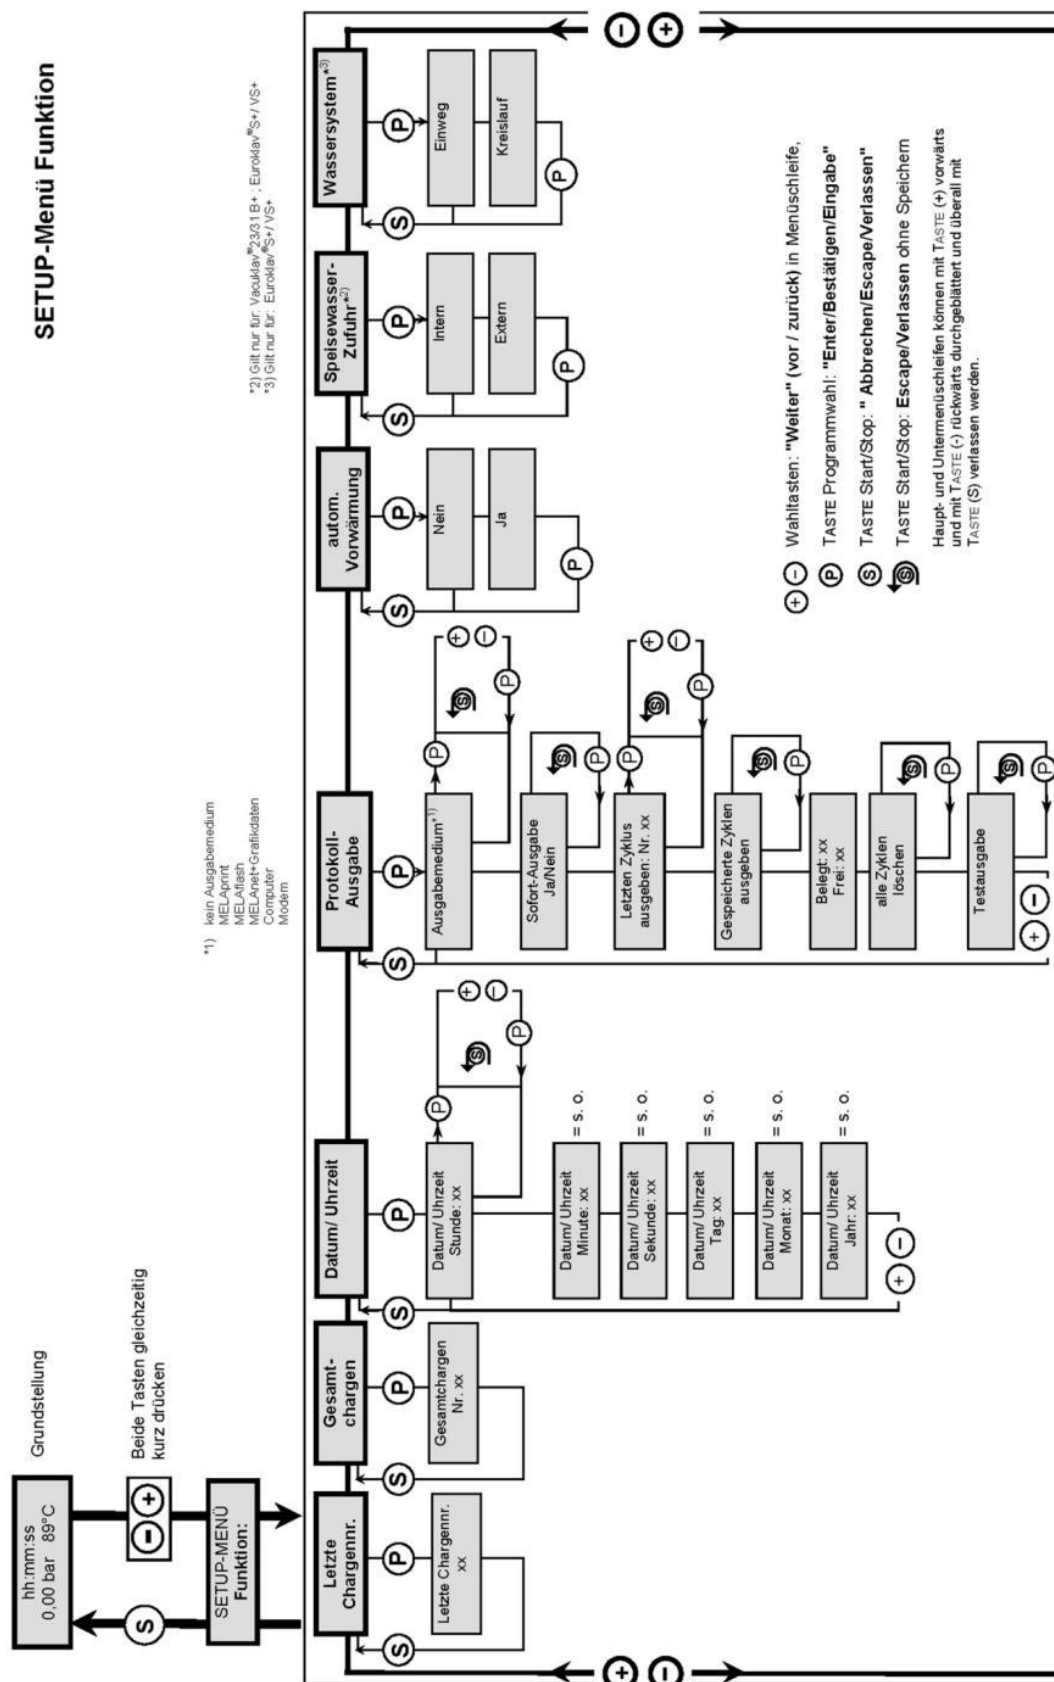 SETUP-Menü Funktion
hh:mm:ss
0,00 bar 89°C
Grundstellung
S
- +
Beide Tasten gleichzeitig
kurz drücken
SETUP-MENÜ
Funktion:
*1) kein Ausgabemedium
MELAprint
MELAflash
MELAnet+Grafikdaten
Computer
Modem
*2) Gilt nur für: Vacuklav®23/31 B+ ; Euroklav®S+/ VS+
*3) Gilt nur für: Euroklav®S+/ VS+
+ -
Letzte
Chargennr.
S P
Letzte Chargennr.
xx
Gesamt-
chargen
S P
Gesamtchargen
Nr. xx
Datum/ Uhrzeit
S P
Datum/ Uhrzeit
Stunde: xx
P
S
+ -
P
Datum/ Uhrzeit
Minute: xx
= s. o.
Datum/ Uhrzeit
Sekunde: xx
= s. o.
Datum/ Uhrzeit
Tag: xx
= s. o.
Datum/ Uhrzeit
Monat: xx
= s. o.
Datum/ Uhrzeit
Jahr: xx
= s. o.
+ -
Protokoll-
Ausgabe
S P
Ausgabemedium*1)
P
S
+ -
P
Sofort-Ausgabe
Ja/Nein
S
P
Letzten Zyklus
ausgeben: Nr. xx
P
S
+ -
P
Gespeicherte Zyklen
ausgeben
S
P
Belegt: xx
Frei: xx
alle Zyklen
löschen
S
P
Testausgabe
S
P
+ -
autom.
Vorwärmung
S P
Nein
Ja
P
Speisewasser-
Zufuhr*2)
S P
Intern
Extern
P
Wassersystem*3)
S P
Einweg
Kreislauf
P
- +
+ - Wahltasten: "Weiter" (vor / zurück) in Menüschleife,
P TASTE Programmwahl: "Enter/Bestätigen/Eingabe"
S TASTE Start/Stop: " Abbrechen/Escape/Verlassen"
S TASTE Start/Stop: Escape/Verlassen ohne Speichern
Haupt- und Untermenüschleifen können mit TASTE (+) vorwärts
und mit TASTE (-) rückwärts durchgeblättert und überall mit
TASTE (S) verlassen werden.